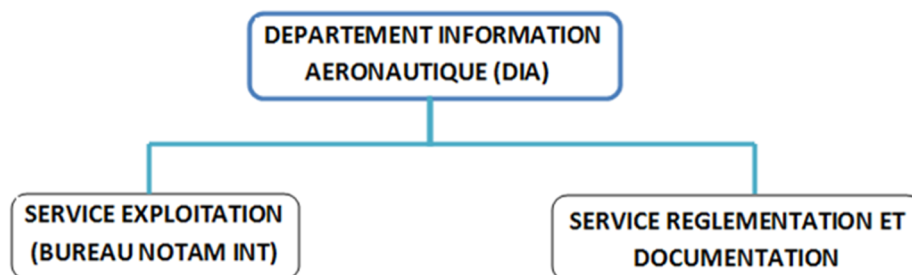 DEPARTEMENT INFORMATION
AERONAUTIQUE (DIA)
SERVICE EXPLOITATION
(BUREAU NOTAM INT)
SERVICE REGLEMENTATION ET
DOCUMENTATION